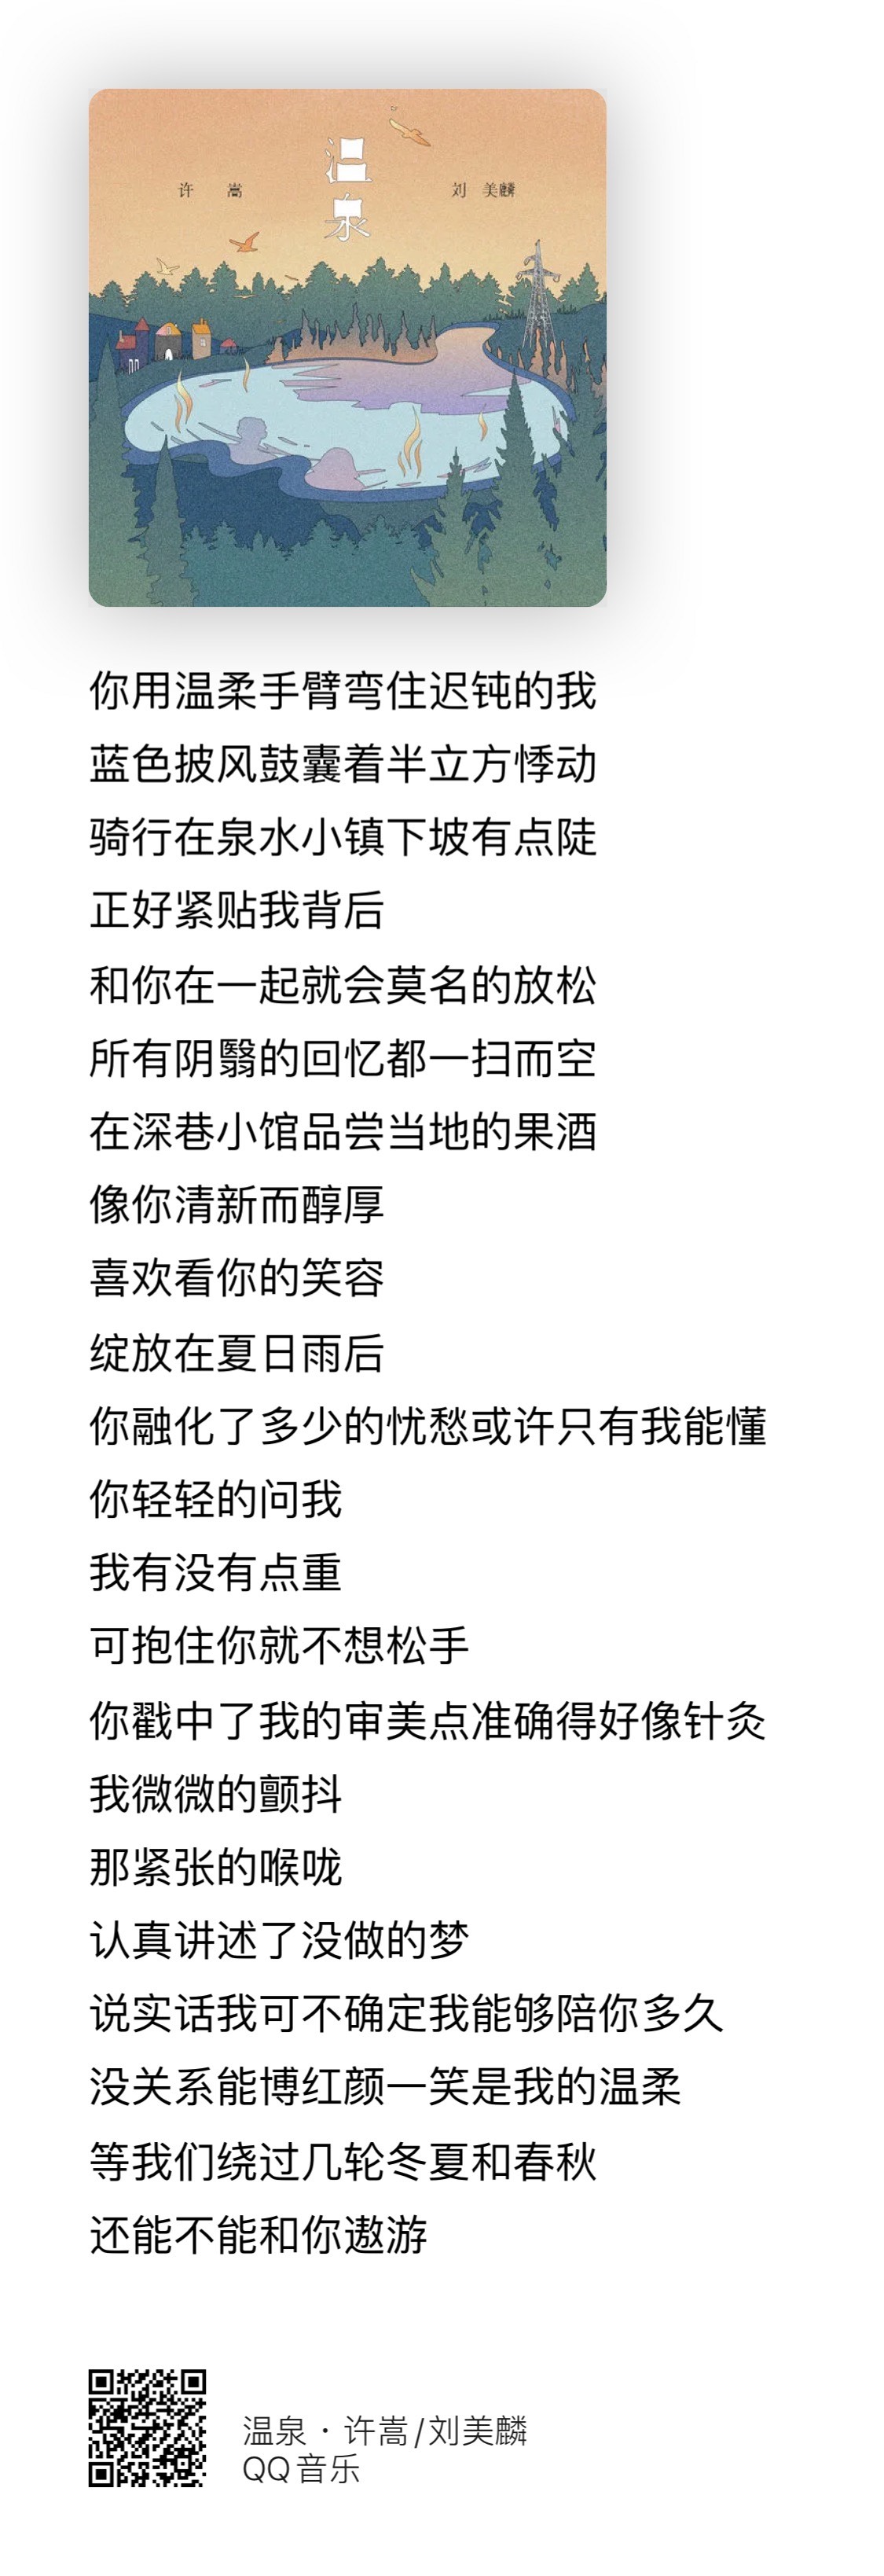 温泉
许嵩
刘美麟
你用温柔手臂弯住迟钝的我
蓝色披风鼓囊着半立方悸动
骑行在泉水小镇下坡有点陡
正好紧贴我背后
和你在一起就会莫名的放松
所有阴翳的回忆都一扫而空
在深巷小馆品尝当地的果酒
像你清新而醇厚
喜欢看你的笑容
绽放在夏日雨后
你融化了多少的忧愁或许只有我能懂
你轻轻的问我
我有没有点重
可抱住你就不想松手
你戳中了我的审美点准确得好像针灸
我微微的颤抖
那紧张的喉咙
认真讲述了没做的梦
说实话我可不确定我能够陪你多久
没关系能博红颜一笑是我的温柔
等我们绕过几轮冬夏和春秋
还能不能和你遨游
温泉·许嵩/刘美麟
QQ音乐